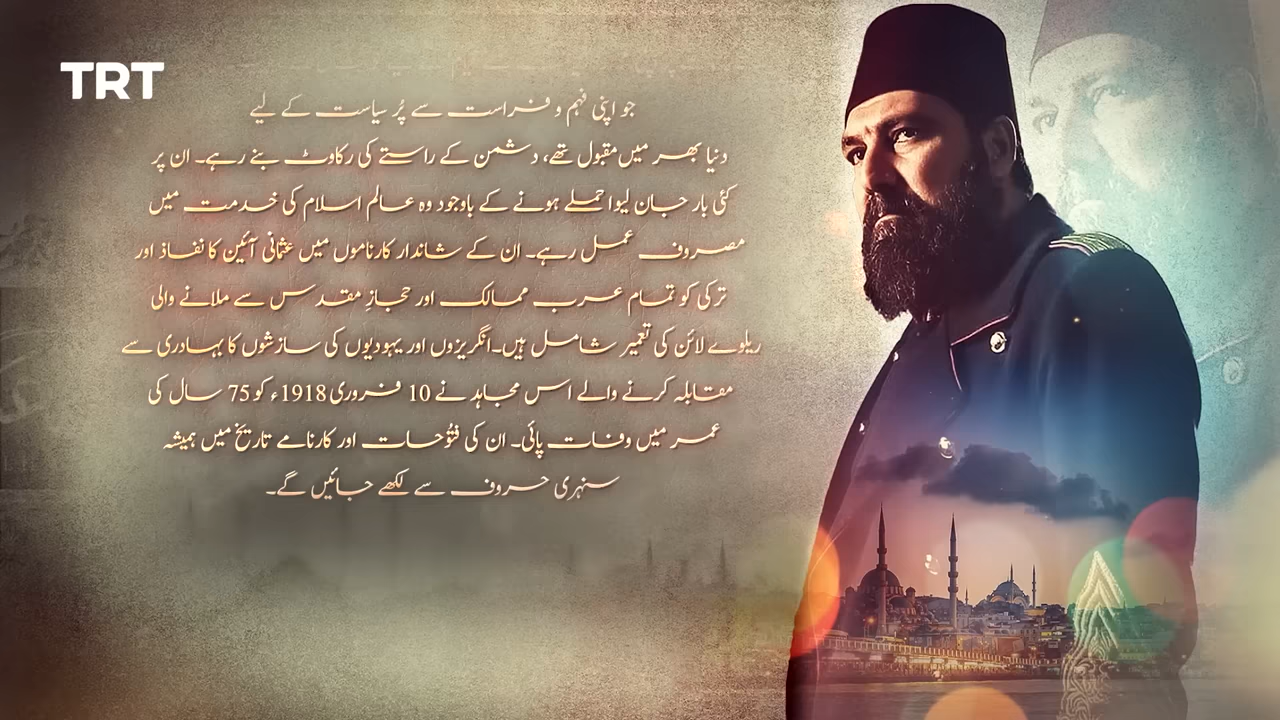 TRT
جو اپنی فہم و فراست سے پُر سیاست کے لیے
دنیا بھر میں مقبول تھے، دشمن کے راستے کی رکاوٹ بنے رہے۔ ان پر
کئی بار جان لیوا حملے ہونے کے باوجود وہ عالم اسلام کی خدمت میں
مصروف عمل رہے۔ ان کے شاندار کارناموں میں عثمانی آئین کا نفاذ اور
ترکی کو تمام عرب ممالک اور حجازِ مقدس سے ملانے والی
ریلوے لائن کی تعمیر شامل ہیں۔انگریزوں اور یہودیوں کی سازشوں کا بہادری سے
مقابلہ کرنے والے اس مجاہد نے 10 فروری 1918ء کو 75 سال کی
عمر میں وفات پائی۔ ان کی فتُوحات اور کارنامے تاریخ میں ہمیشہ
سنہری حروف سے لکھے جائیں گے۔